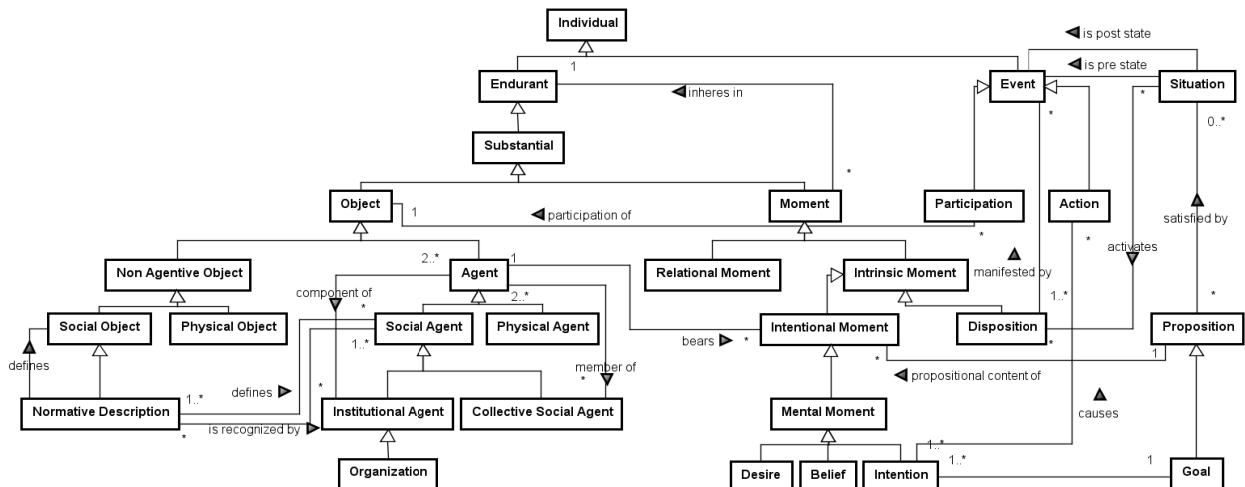 Individual
is post state
1
is pre state
Endurant
Event
Situation
inheres in
*
*
0..*
Substantial
*
Object
Moment
Participation
Action
1
participation of
*
*
satisfied by
Non Agentive Object
2..*
Agent
1
Relational Moment
Intrinsic Moment
manifested by
activates
component of
*
2..*
1..*
*
Social Object
Physical Object
Social Agent
Physical Agent
Intentional Moment
Disposition
Proposition
defines
1..*
bears
*
*
*
1
member of
*
propositional content of
defines
*
1..*
causes
Normative Description
Institutional Agent
Collective Social Agent
Mental Moment
*
is recognized by
1..*
1..*
1
Organization
Desire
Belief
Intention
Goal